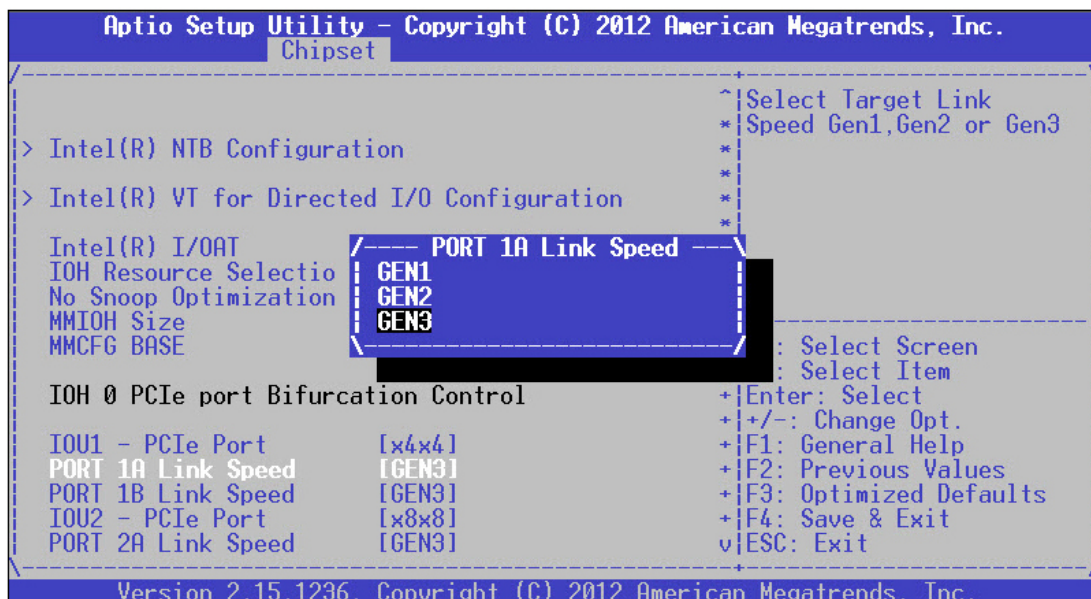 Aptio Setup Utility – Copyright (C) 2012 American Megatrends, Inc.
Chipset
Select Target Link
Speed Gen1,Gen2 or Gen3
> Intel(R) NTB Configuration
> Intel(R) VT for Directed I/O Configuration
Intel(R) I/OAT
IOH Resource Selectio
No Snoop Optimization
MMIOH Size
MMCFG BASE
PORT 1A Link Speed
GEN1
GEN2
GEN3
IOH 0 PCIe port Bifurcation Control
IOU1 - PCIe Port [x4x4]
PORT 1A Link Speed [GEN3]
PORT 1B Link Speed [GEN3]
IOU2 - PCIe Port [x8x8]
PORT 2A Link Speed [GEN3]
: Select Screen
: Select Item
Enter: Select
+/-: Change Opt.
F1: General Help
F2: Previous Values
F3: Optimized Defaults
F4: Save & Exit
ESC: Exit
Version 2.15.1236. Copyright (C) 2012 American Megatrends, Inc.